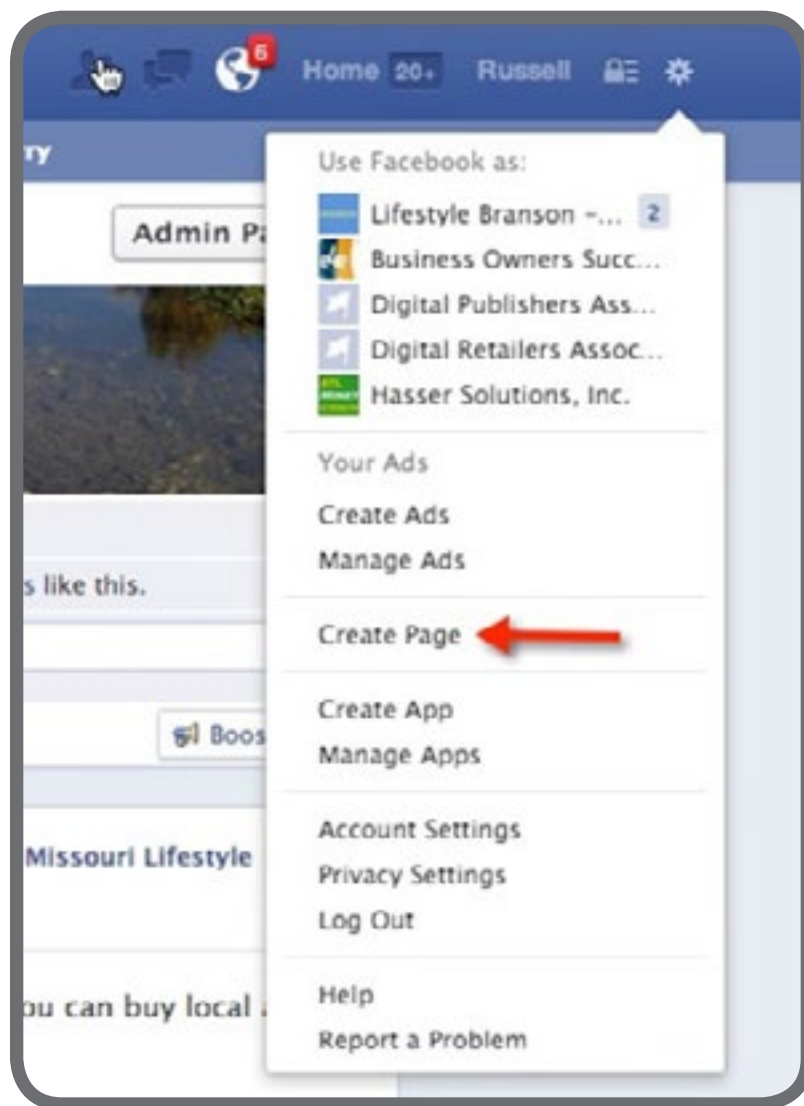 6
Home 20+ Russell
ry
Use Facebook as:
Admin Pa
Lifestyle Branson –... 2
Business Owners Succ...
Digital Publishers Ass...
Digital Retailers Assoc...
Hasser Solutions, Inc.
Your Ads
Create Ads
Manage Ads
s like this.
Create Page
Create App
Boos
Manage Apps
Account Settings
Missouri Lifestyle
Privacy Settings
Log Out
Help
ou can buy local
Report a Problem